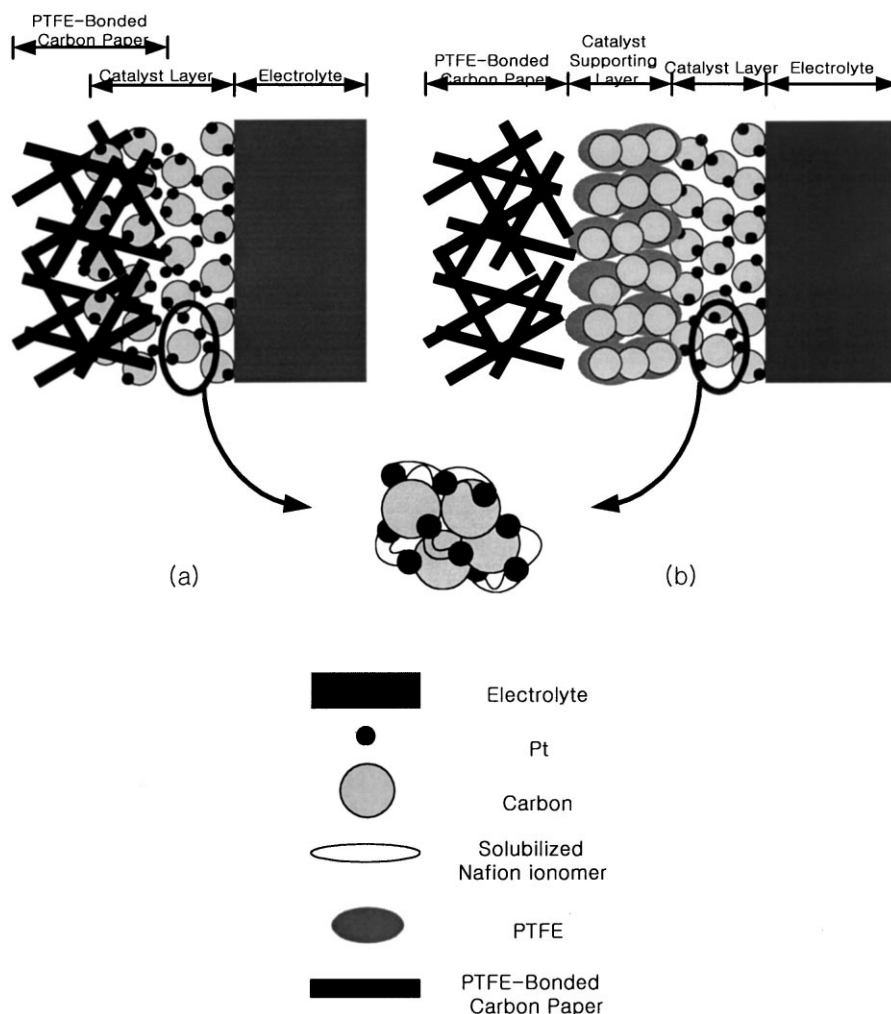 PTFE-Bonded
Carbon Paper
Catalyst Layer
Electrolyte
PTFE-Bonded
Carbon Paper
Catalyst
Supporting
Layer
Catalyst Layer
Electrolyte
(a)
(b)
Electrolyte
Pt
Carbon
Solubilized
Nafion ionomer
PTFE
PTFE-Bonded
Carbon Paper